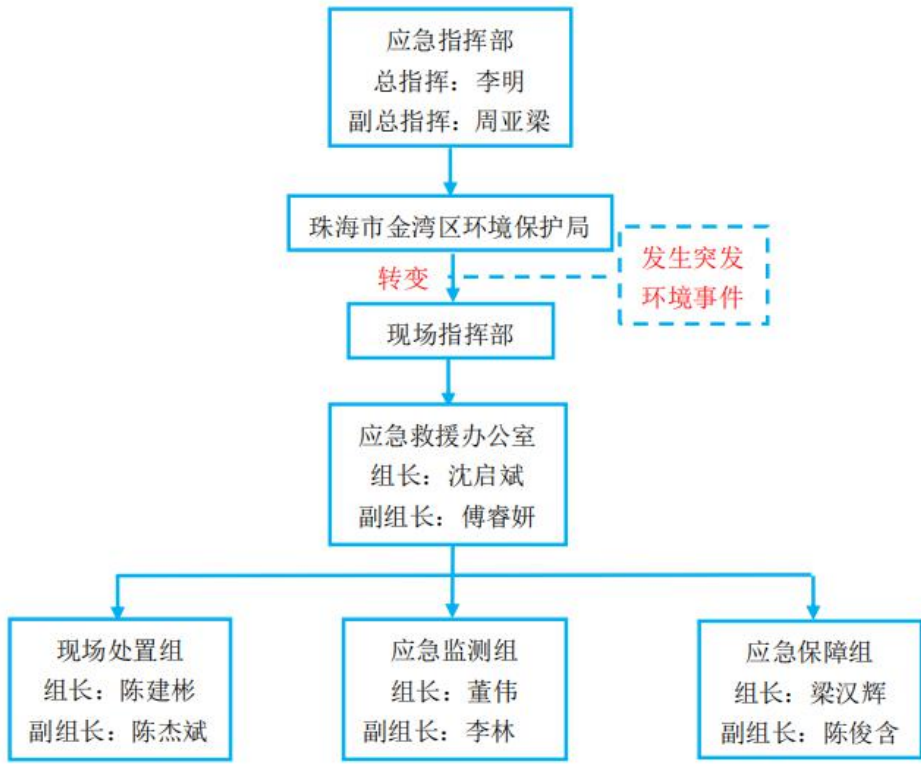 应急指挥部
总指挥：李明
副总指挥：周亚梁
珠海市金湾区环境保护局
转变
发生突发
环境事件
现场指挥部
应急救援办公室
组长：沈启斌
副组长：傅睿妍
现场处置组
组长：陈建彬
副组长：陈杰斌
应急监测组
组长：董伟
副组长：李林
应急保障组
组长：梁汉辉
副组长：陈俊含